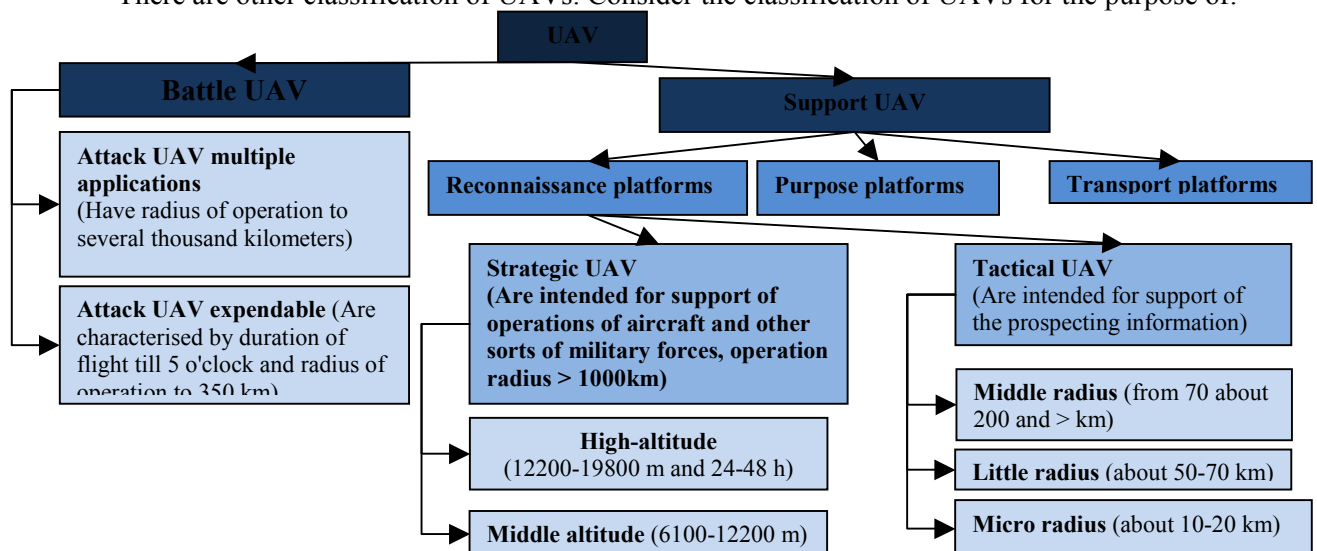 There are other classification of UAVs. Consider the classification of UAVs for the purpose of:
UAV
Battle UAV
Support UAV
Attack UAV multiple
applications
(Have radius of operation to
several thousand kilometers)
Attack UAV expendable (Are
characterised by duration of
flight till 5 o'clock and radius of
operation to 350 km)
Reconnaissance platforms
Purpose platforms
Transport platforms
Strategic UAV
(Are intended for support of
operations of aircraft and other
sorts of military forces, operation
radius > 1000km)
High-altitude
(12200-19800 m and 24-48 h)
Middle altitude (6100-12200 m)
Tactical UAV
(Are intended for support of
the prospecting information)
Middle radius (from 70 about
200 and > km)
Little radius (about 50-70 km)
Micro radius (about 10-20 km)